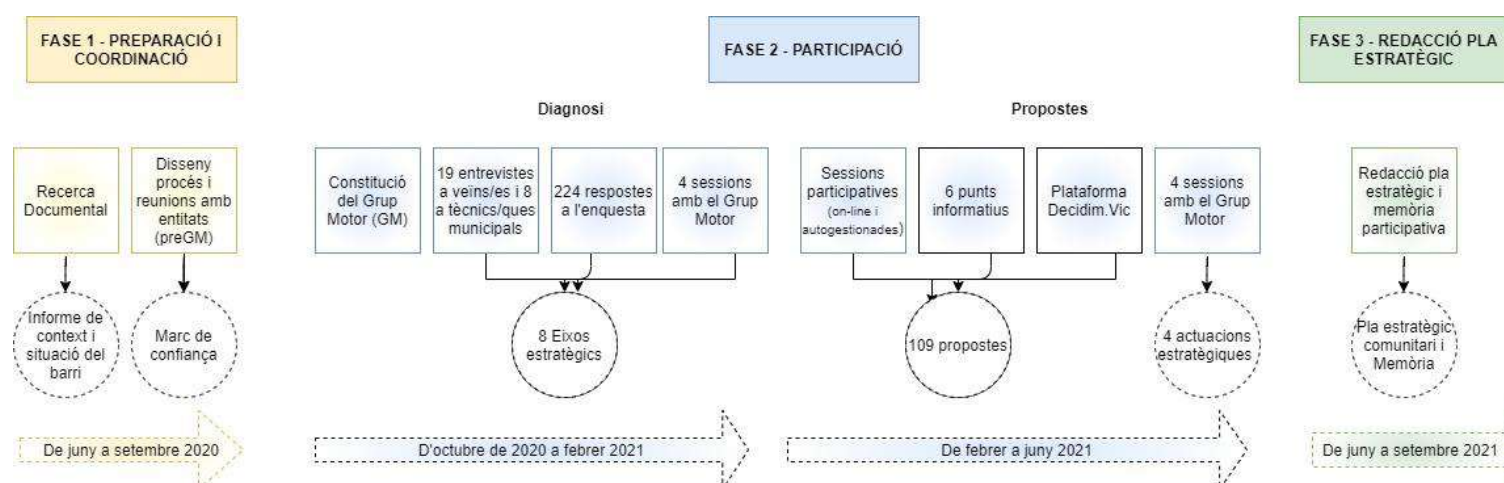 FASE 1 - PREPARACIÓ I
COORDINACIÓ
FASE 2 - PARTICIPACIÓ
FASE 3 - REDACCIÓ PLA
ESTRATÈGIC
Diagnosi
Propostes
Recerca
Documental
Disseny
procés i
reunions amb
entitats
(preGM)
Constitució
del Grup
Motor (GM)
19 entrevistes
a veïns/es i 8
a tècnics/ques
municipals
224 respostes
a l'enquesta
4 sessions
amb el Grup
Motor
Sessions
participatives
(on-line i
autogestionades)
6 punts
informatius
Plataforma
Decidim.Vic
4 sessions
amb el Grup
Motor
Redacció pla
estratègic i
memòria
participativa
Informe de
context i
situació del
barri
Marc de
confiança
8 Eixos
estratègics
109 propostes
4 actuacions
estratègiques
Pla estratègic
comunitari i
Memòria
De juny a setembre 2020
D'octubre de 2020 a febrer 2021
De febrer a juny 2021
De juny a setembre 2021